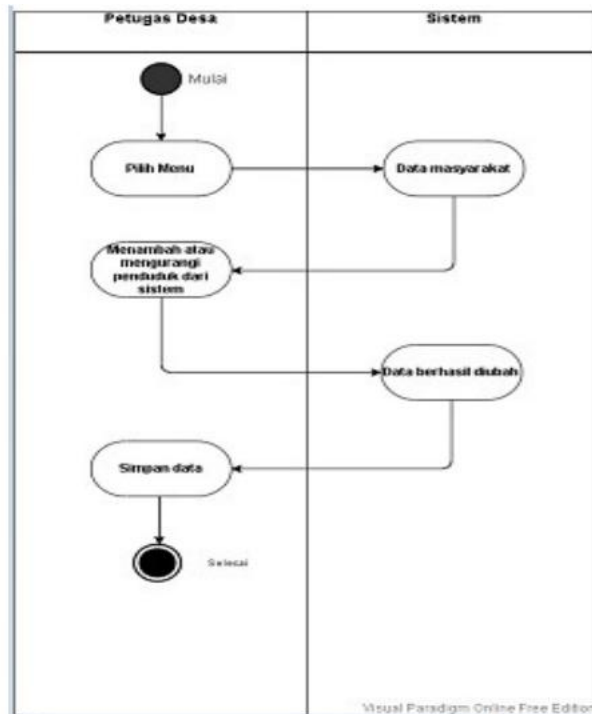 Petugas Desa
Sistem
Mulai
Pilih Menu
Data masyarakat
Menambah atau
mengurangi
penduduk dari
sistem
Data berhasil diubah
Simpan data
Selesai
Visual Paradigm Online Free Edition